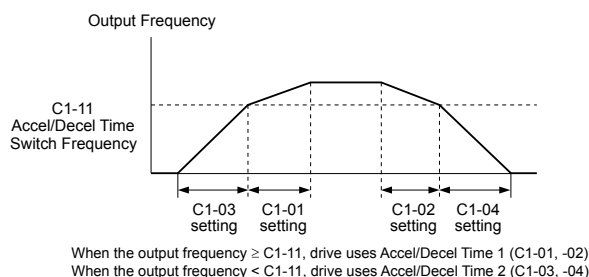 Output Frequency
C1-11
Accel/Decel Time
Switch Frequency
C1-03
setting
C1-01
setting
C1-02
setting
C1-04
setting
When the output frequency ≥ C1-11, drive uses Accel/Decel Time 1 (C1-01, -02)
When the output frequency < C1-11, drive uses Accel/Decel Time 2 (C1-03, -04)